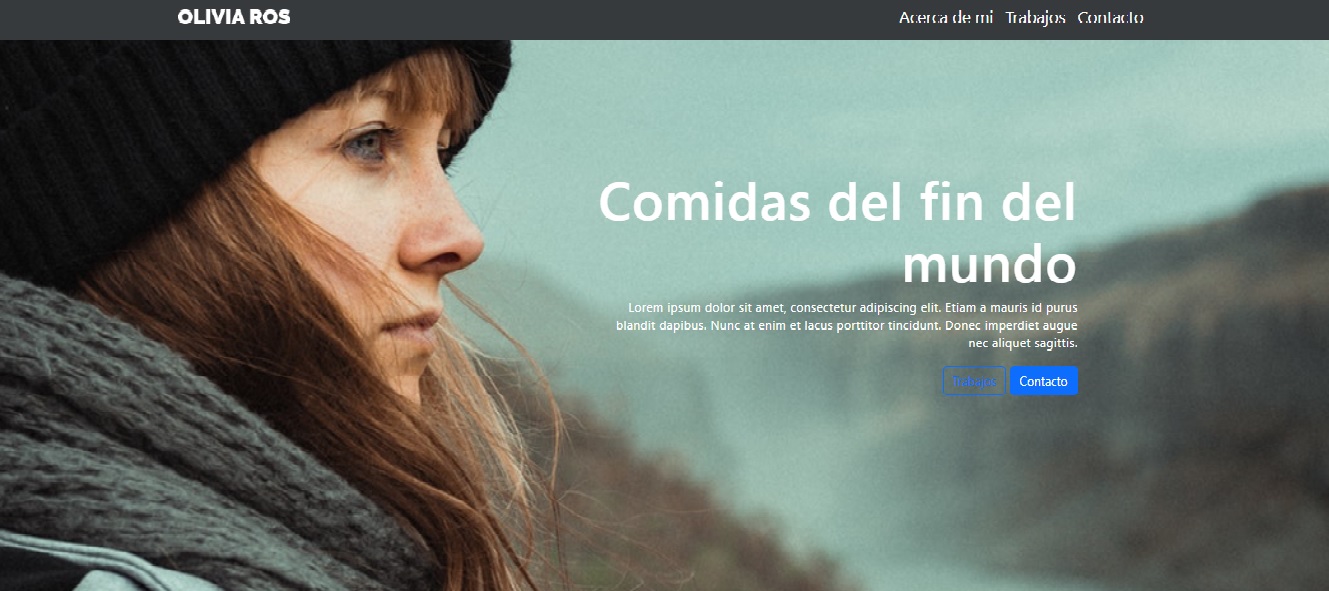 OLIVIA ROS
Acerca de mi Trabajos Contacto
Comidas del fin del
mundo
Lorem ipsum dolor sit amet, consectetur adipiscing elit. Etiam a mauris id purus
blandit dapibus. Nunc at enim et lacus porttitor tincidunt. Donec imperdiet augue
nec aliquet sagittis.
Trabajos Contacto